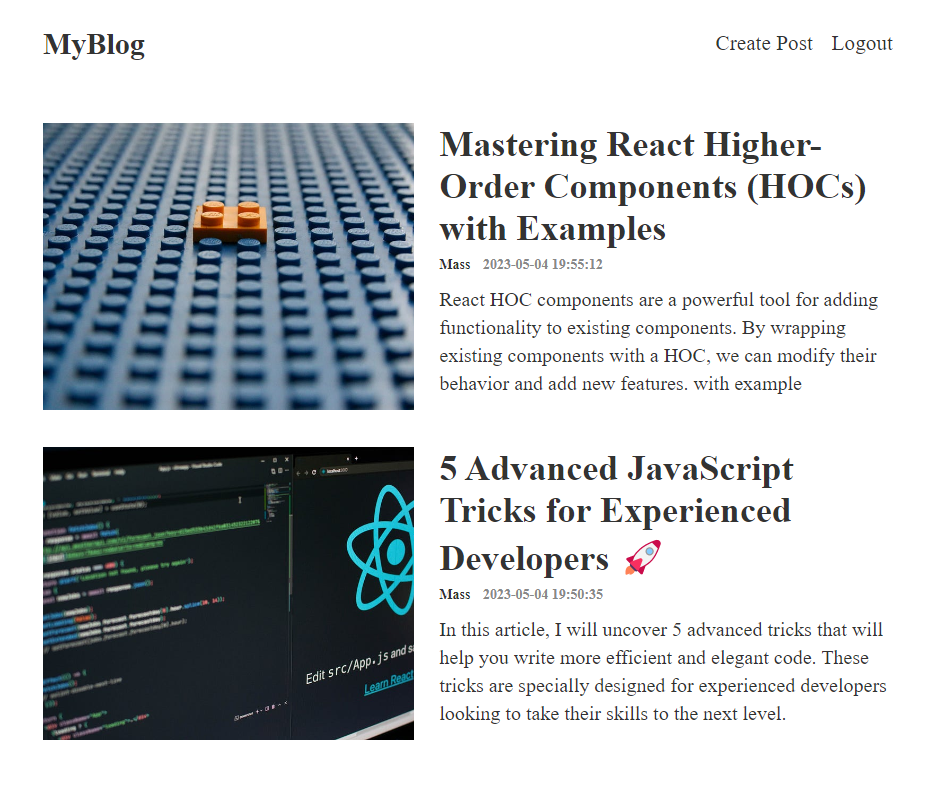 MyBlog
Create Post Logout
Mastering React Higher-
Order Components (HOCs)
with Examples
Mass 2023-05-04 19:55:12
React HOC components are a powerful tool for adding
functionality to existing components. By wrapping
existing components with a HOC, we can modify their
behavior and add new features. with example
5 Advanced JavaScript
Tricks for Experienced
Developers 🚀
Mass 2023-05-04 19:50:35
In this article, I will uncover 5 advanced tricks that will
help you write more efficient and elegant code. These
tricks are specially designed for experienced developers
looking to take their skills to the next level.
Edit src/App.js and sa
Learn React